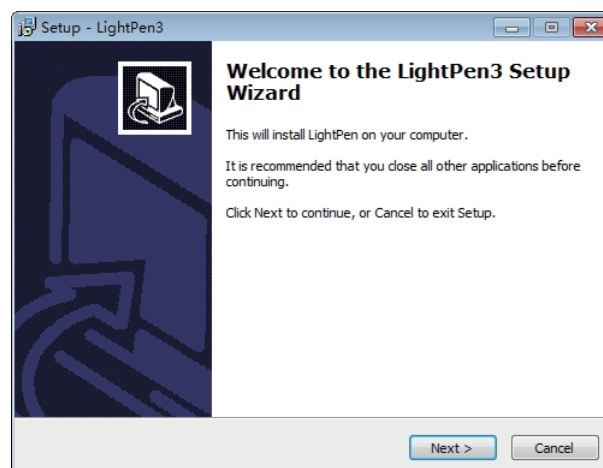 Setup - LightPen3
Welcome to the LightPen3 Setup
Wizard
This will install LightPen on your computer.
It is recommended that you close all other applications before
continuing.
Click Next to continue, or Cancel to exit Setup.
Next >
Cancel